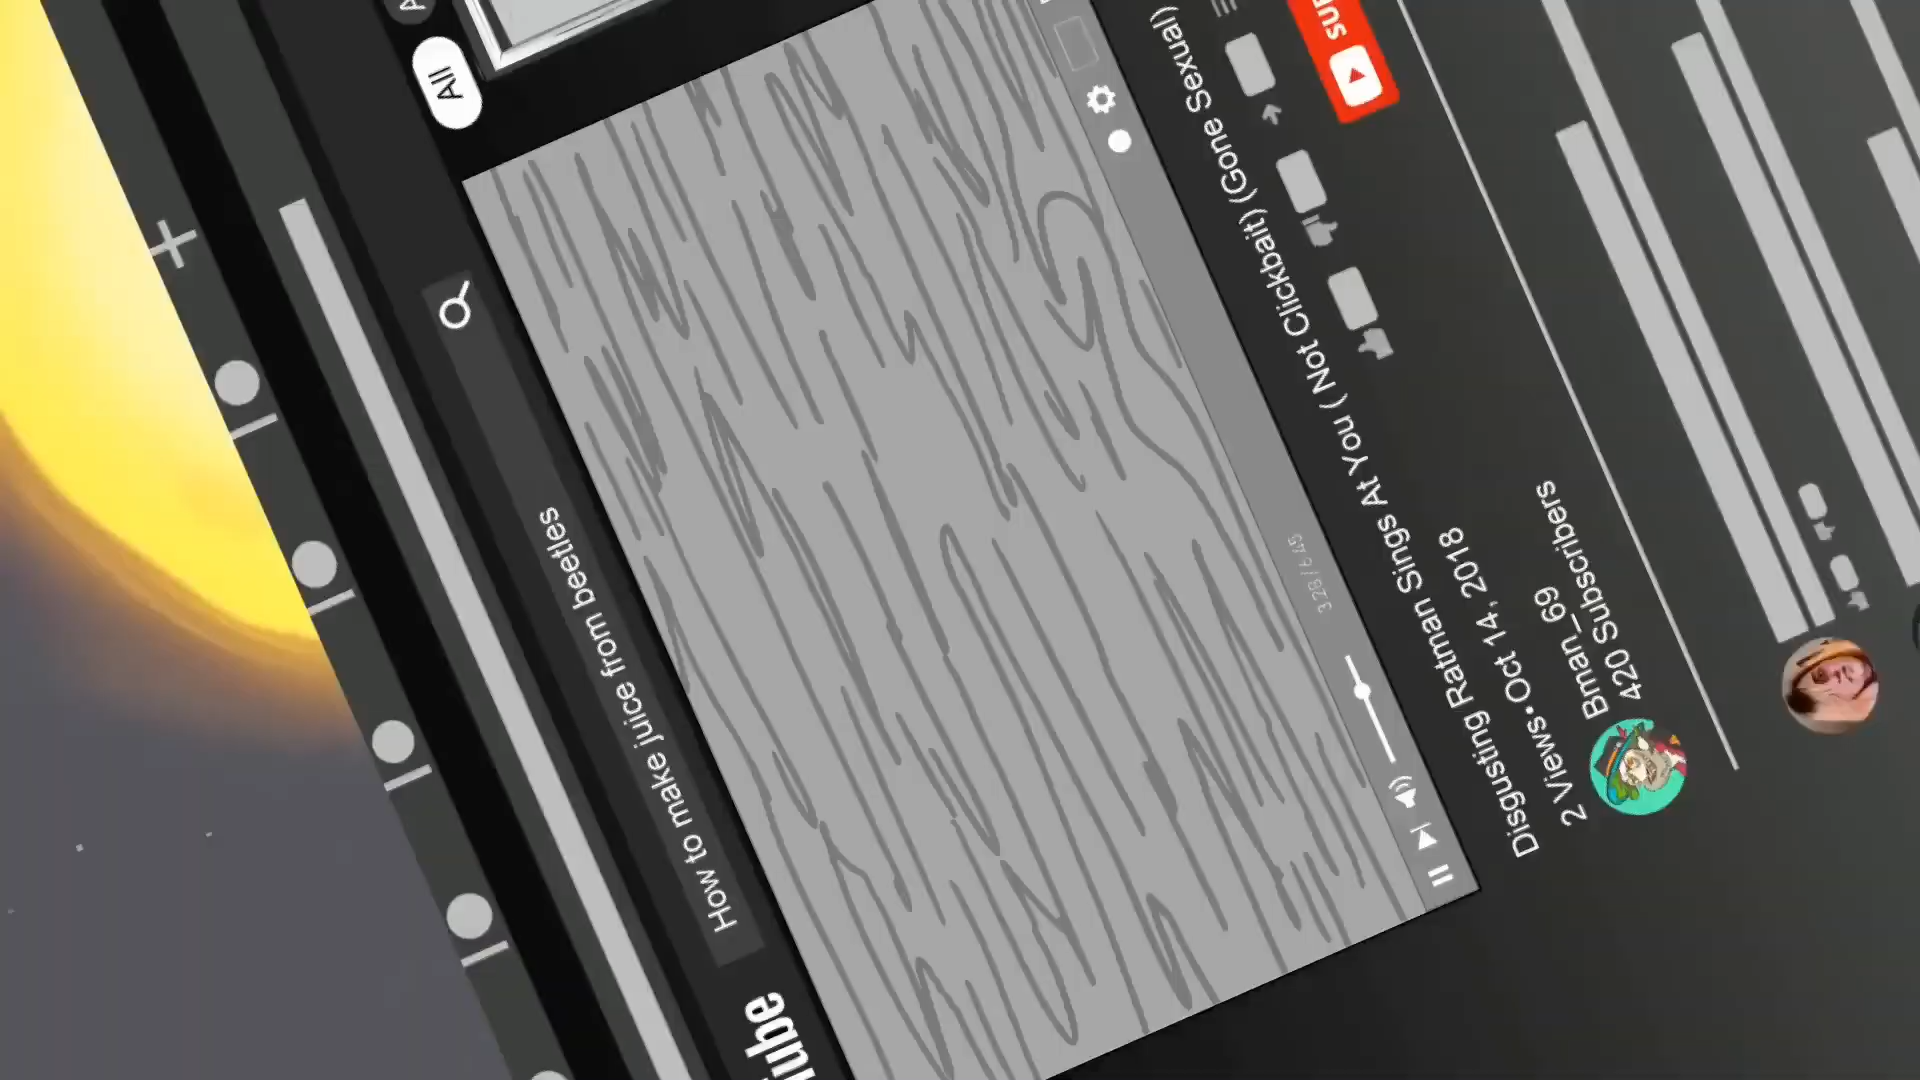 Tube
How to make juice from beetles
All
A
3:28 / 6:45
Disgusting Ratman Sings At You ( Not Clickbait) (Gone Sexual)
2 Views•Oct 14, 2018
Bman_69
420 Subscribers
SUB